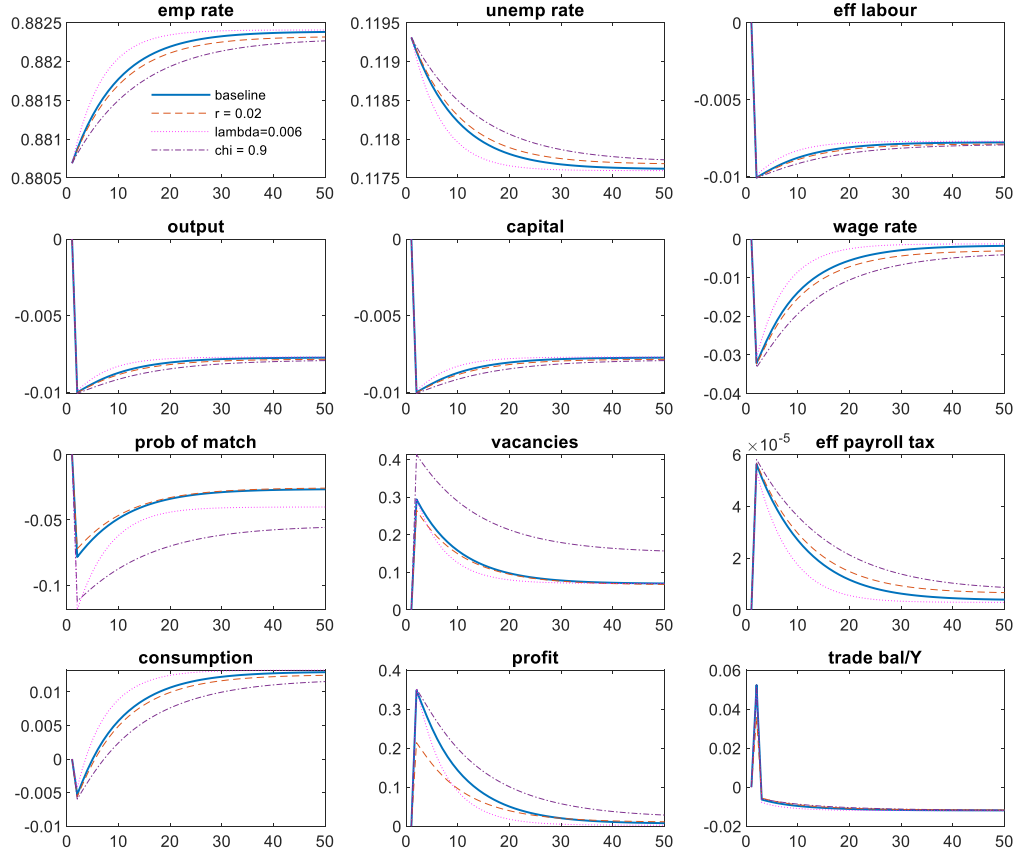 emp rate
0.8825
0.882
0.8815
0.881
0.8805
0 10 20 30 40 50
baseline
r = 0.02
lambda=0.006
chi = 0.9
unemp rate
0.1195
0.119
0.1185
0.118
0.1175
0 10 20 30 40 50
eff labour
0
-0.005
-0.01
0 10 20 30 40 50
output
0
-0.005
-0.01
0 10 20 30 40 50
capital
0
-0.005
-0.01
0 10 20 30 40 50
wage rate
0
-0.01
-0.02
-0.03
-0.04
0 10 20 30 40 50
prob of match
0
-0.05
-0.1
0 10 20 30 40 50
vacancies
0.4
0.3
0.2
0.1
0
0 10 20 30 40 50
eff payroll tax
×10⁻⁵
6
4
2
0
0 10 20 30 40 50
consumption
0.01
0.005
0
-0.005
-0.01
0 10 20 30 40 50
profit
0.4
0.3
0.2
0.1
0
0 10 20 30 40 50
trade bal/Y
0.06
0.04
0.02
0
-0.02
0 10 20 30 40 50